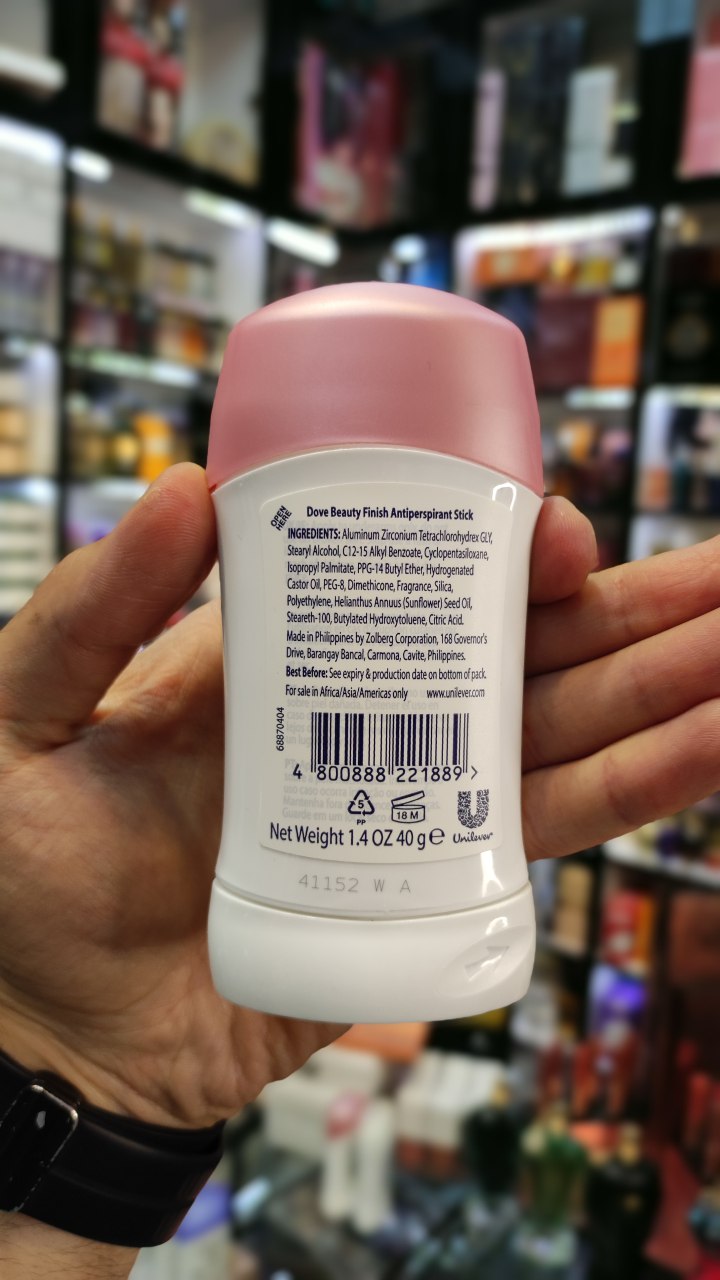 OPEN
HERE
Dove Beauty Finish Antiperspirant Stick
INGREDIENTS: Aluminum Zirconium Tetrachlorohydrex GLY,
Stearyl Alcohol, C12-15 Alkyl Benzoate, Cyclopentasiloxane,
Isopropyl Palmitate, PPG-14 Butyl Ether, Hydrogenated
Castor Oil, PEG-8, Dimethicone, Fragrance, Silica,
Polyethylene, Helianthus Annuus (Sunflower) Seed Oil,
Steareth-100, Butylated Hydroxytoluene, Citric Acid.
Made in Philippines by Zolberg Corporation, 168 Governor's
Drive, Barangay Bancal, Carmona, Cavite, Philippines.
Best Before: See expiry & production date on bottom of pack.
For sale in Africa/Asia/Americas only www.unilever.com
68870404
4 800888 221889 >
5
PP
18 M
Unilever
Net Weight 1.4 OZ 40 g e
41152 W A